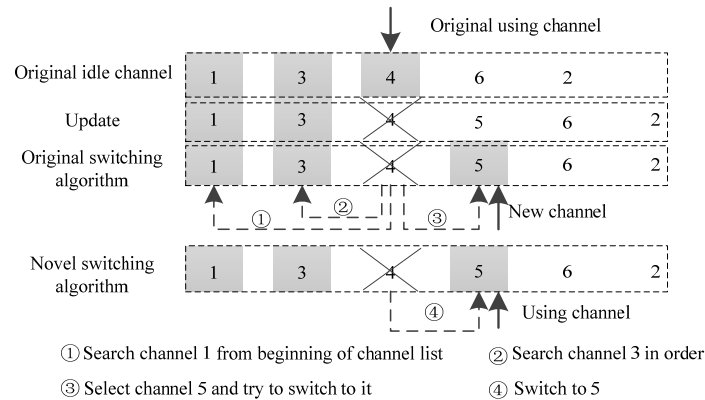 Original using channel
Original idle channel 1 3 4 6 2
Update 1 3 4 5 6 2
Original switching algorithm 1 3 4 5 6 2
① ② ③ New channel
Novel switching algorithm 1 3 4 5 6 2
④ Using channel
① Search channel 1 from beginning of channel list ② Search channel 3 in order
③ Select channel 5 and try to switch to it ④ Switch to 5